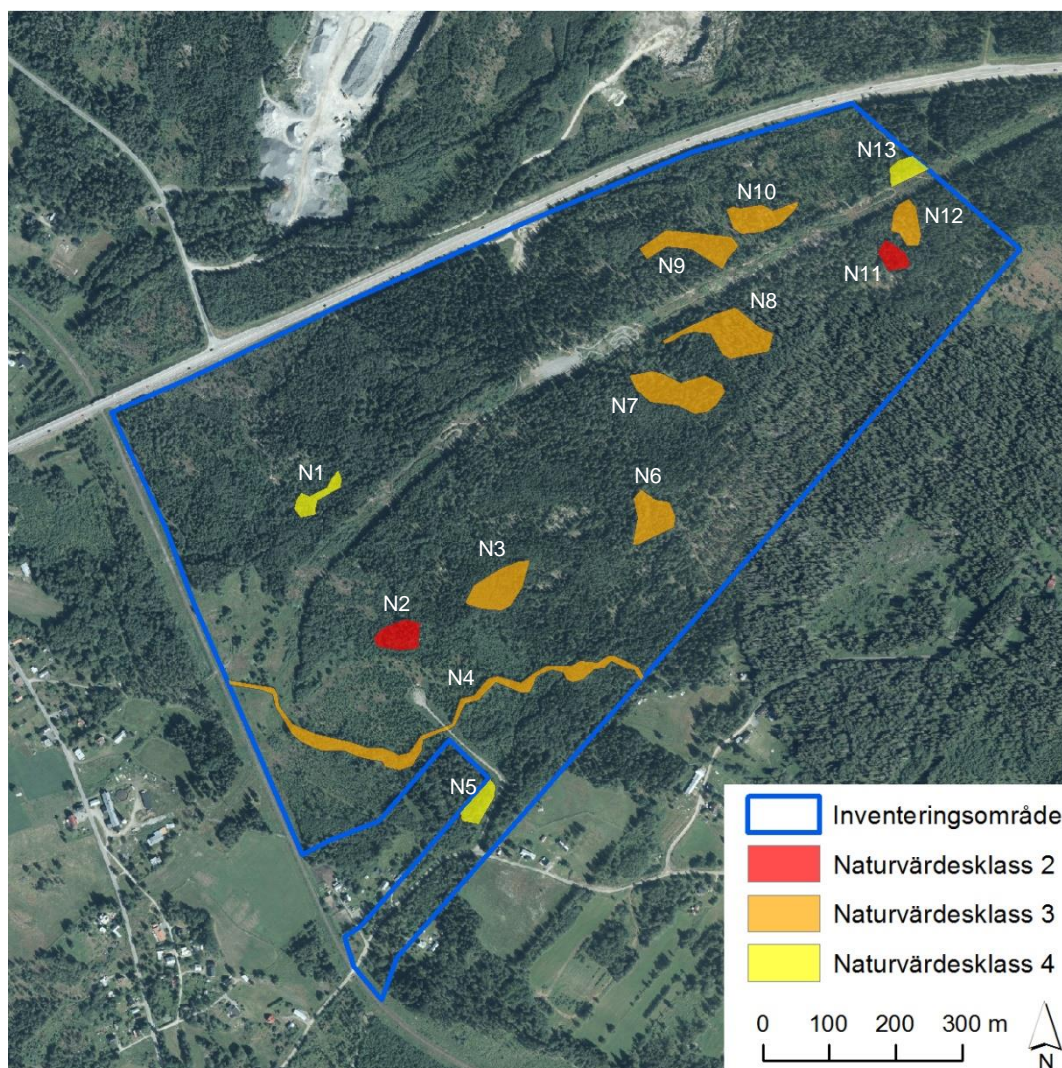 N13
N10
N12
N9
N11
N8
N7
N1
N6
N3
N2
N4
N5
Inventeringsområde
Naturvärdesklass 2
Naturvärdesklass 3
Naturvärdesklass 4
0 100 200 300 m
N